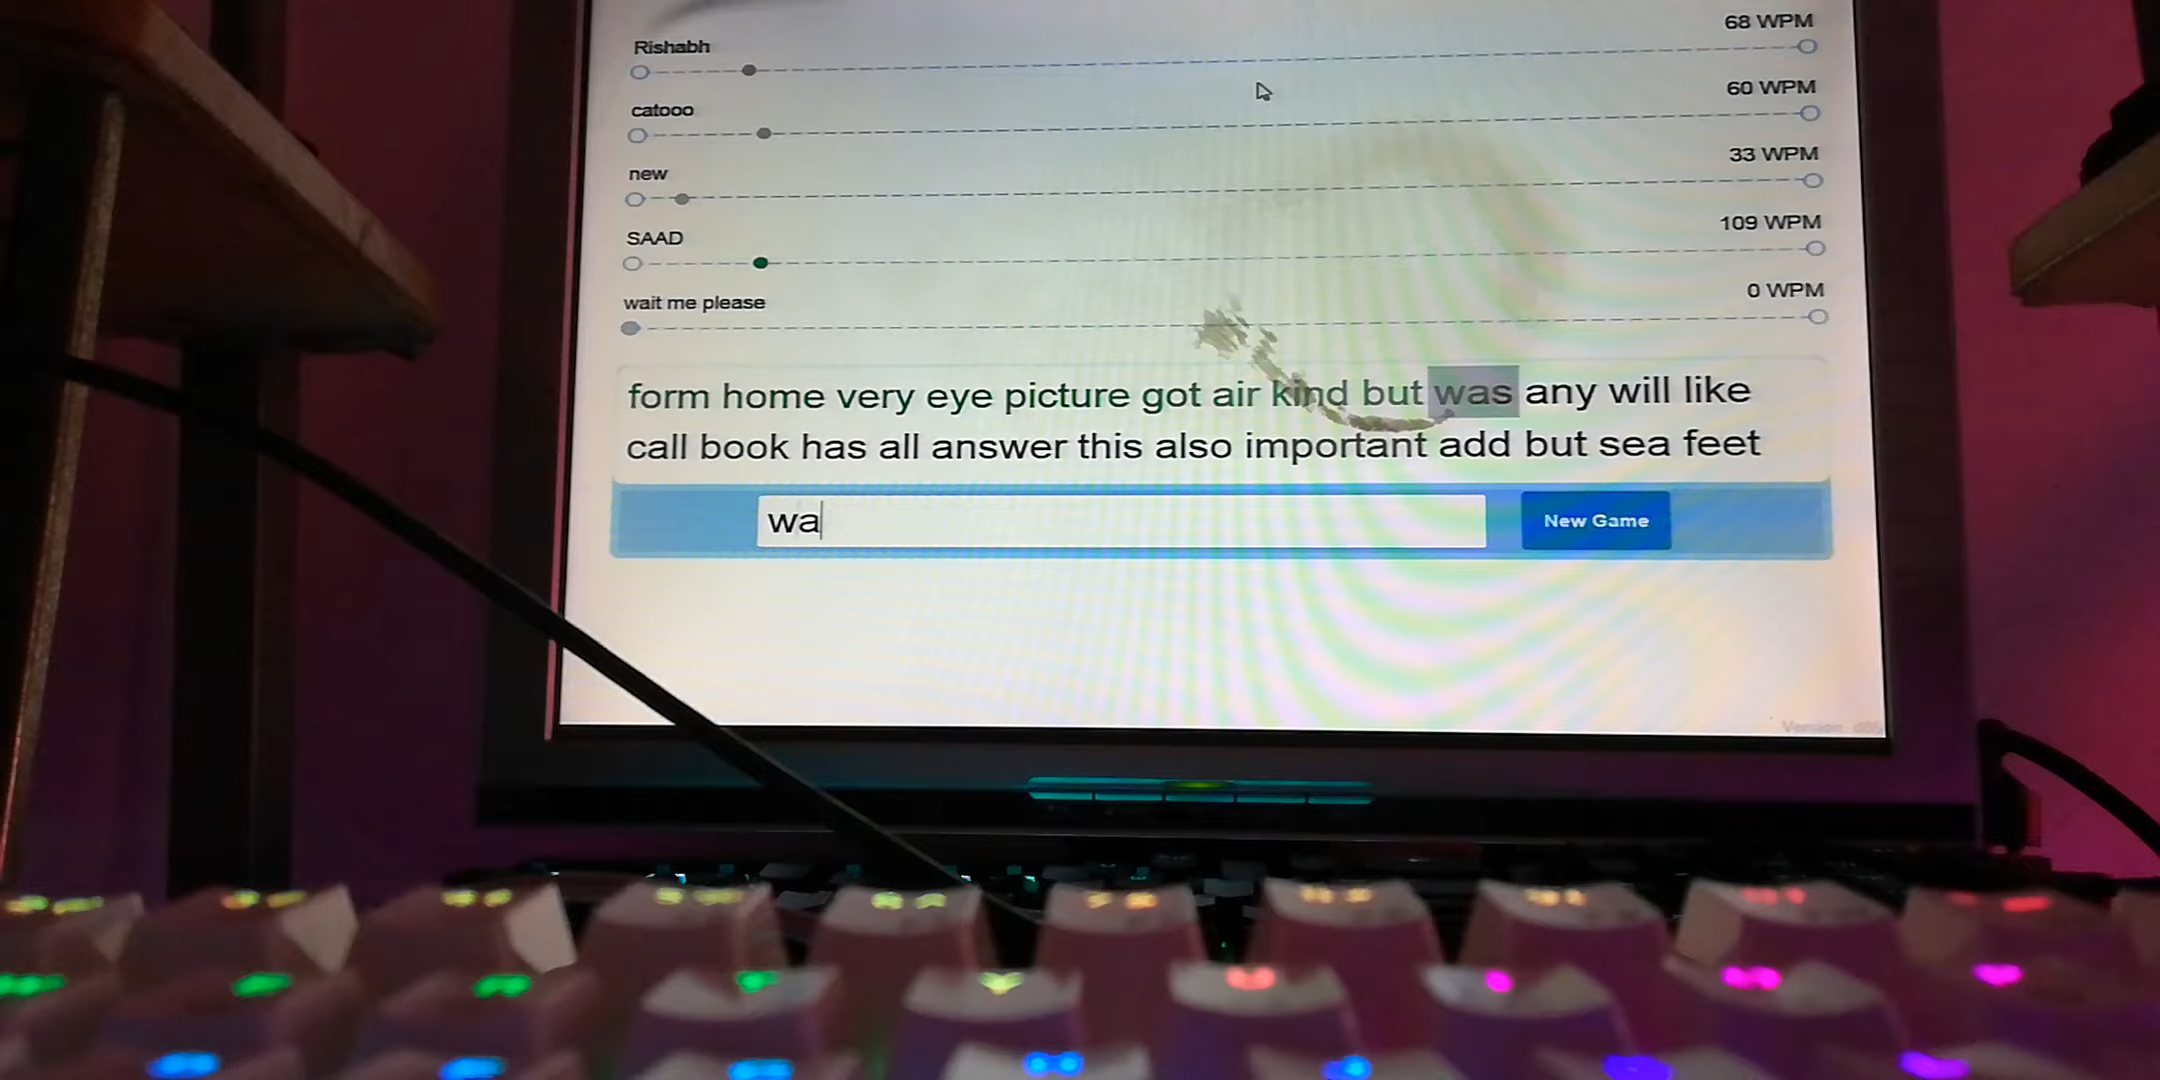 68 WPM
Rishabh
60 WPM
catooo
33 WPM
new
109 WPM
SAAD
0 WPM
wait me please
form home very eye picture got air kind but was any will like
call book has all answer this also important add but sea feet
wa
New Game
Version